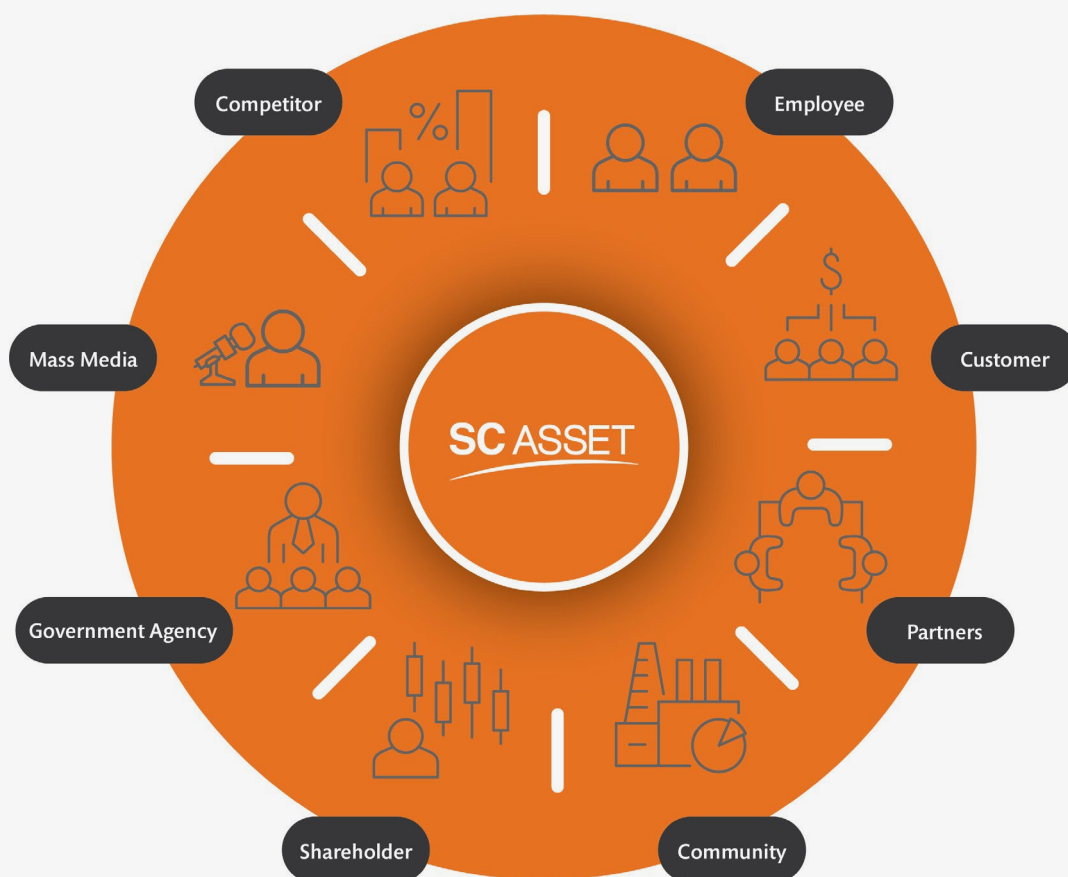 Competitor
Employee
%
$
Mass Media
Customer
SC ASSET
Government Agency
Partners
Shareholder
Community